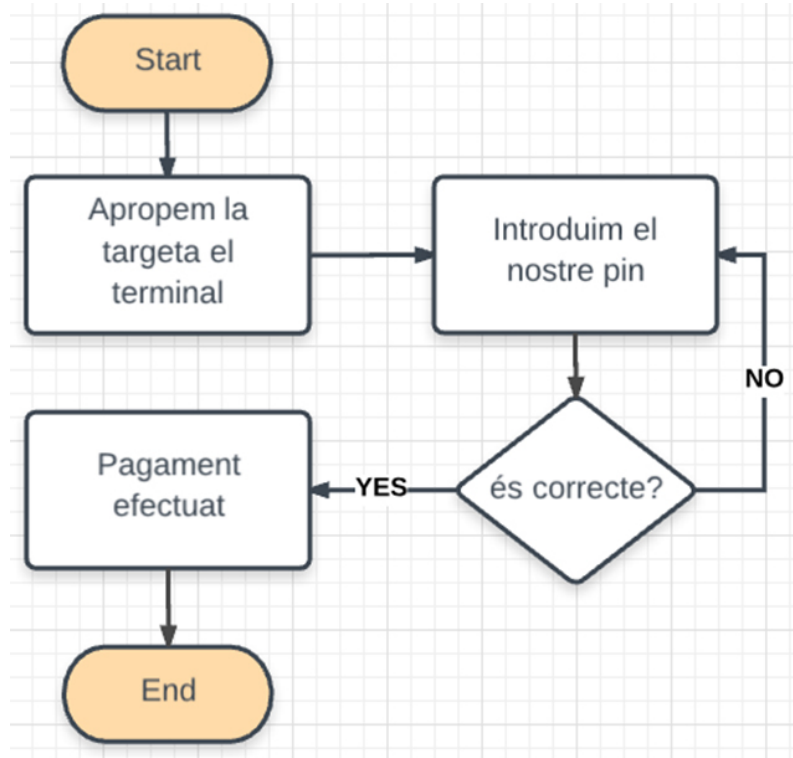 Start
Apropem la
targeta el
terminal
Introduim el
nostre pin
NO
és correcte?
YES
Pagament
efectuat
End